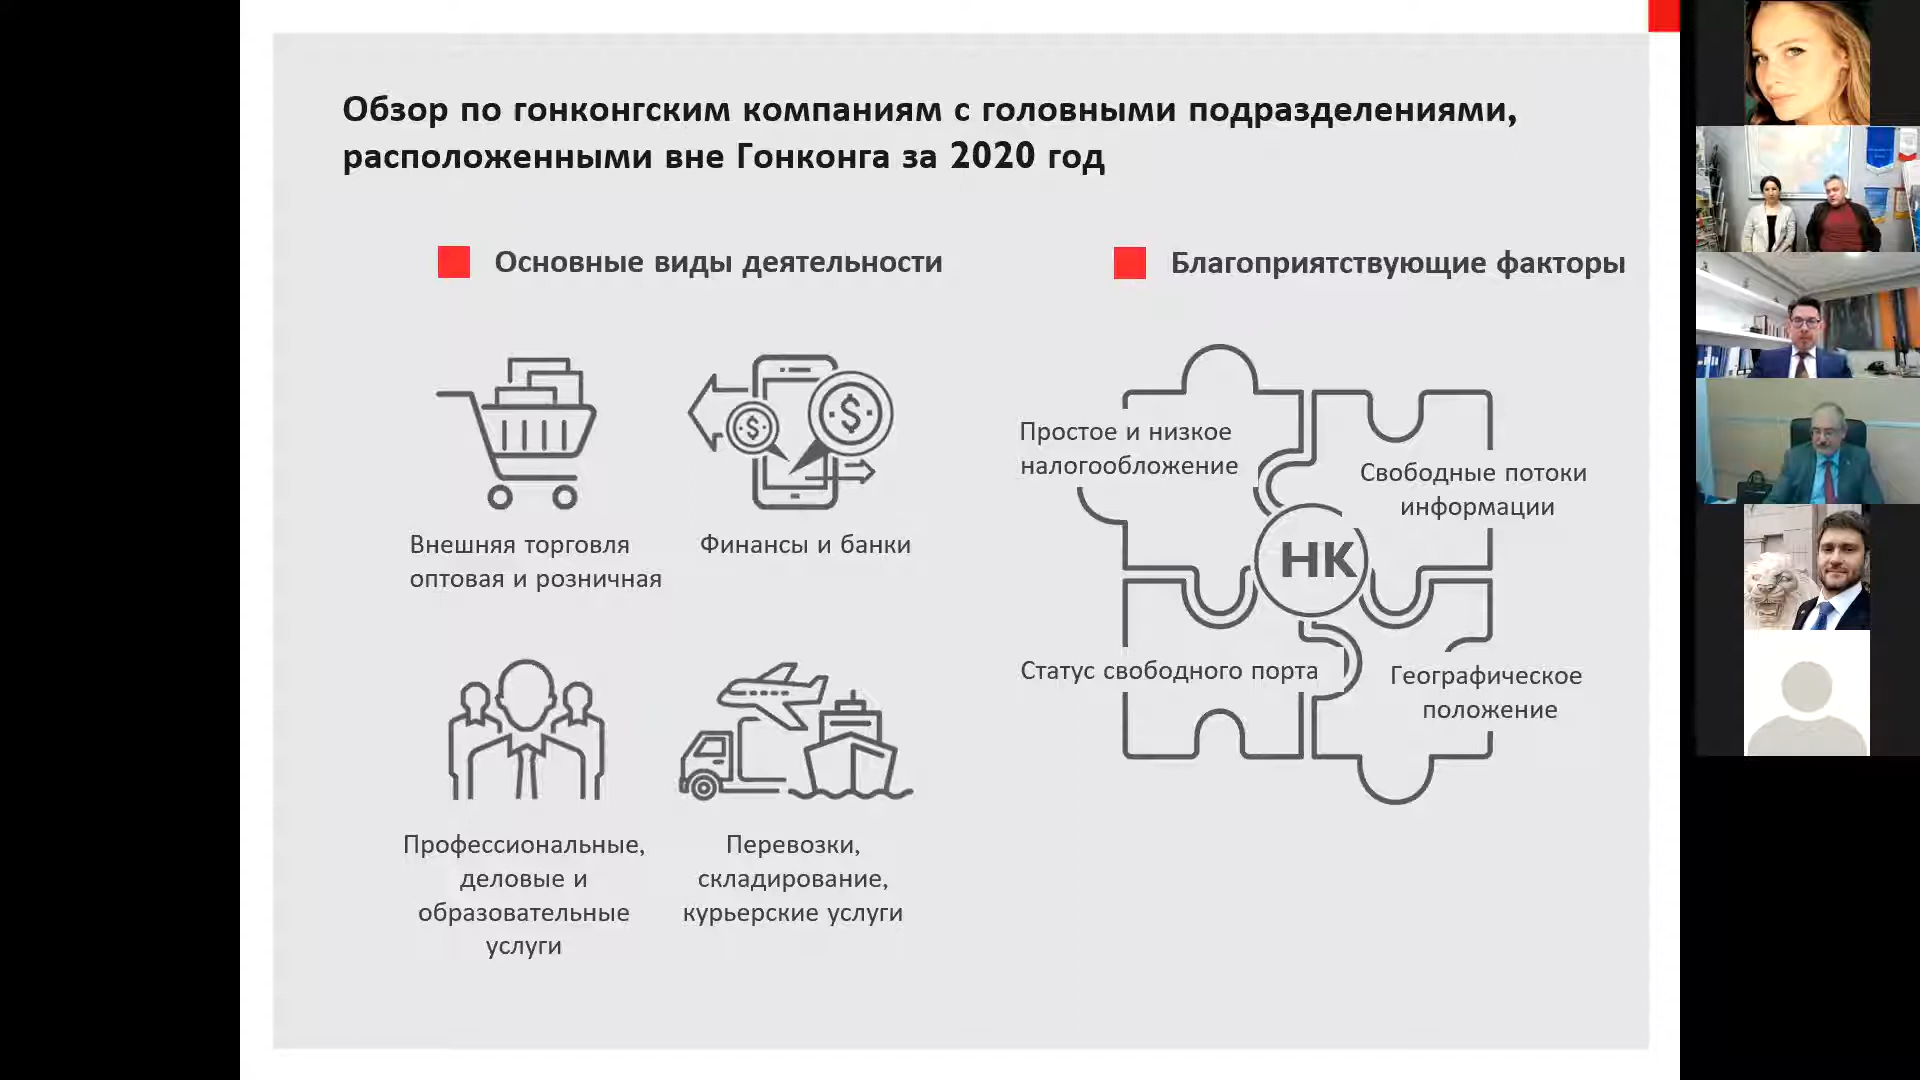 Обзор по гонконгским компаниям с головными подразделениями,
расположенными вне Гонконга за 2020 год
Основные виды деятельности
Внешняя торговля
оптовая и розничная
Финансы и банки
Профессиональные,
деловые и
образовательные
услуги
Перевозки,
складирование,
курьерские услуги
Благоприятствующие факторы
Простое и низкое
налогообложение
Свободные потоки
информации
НК
Статус свободного порта
Географическое
положение